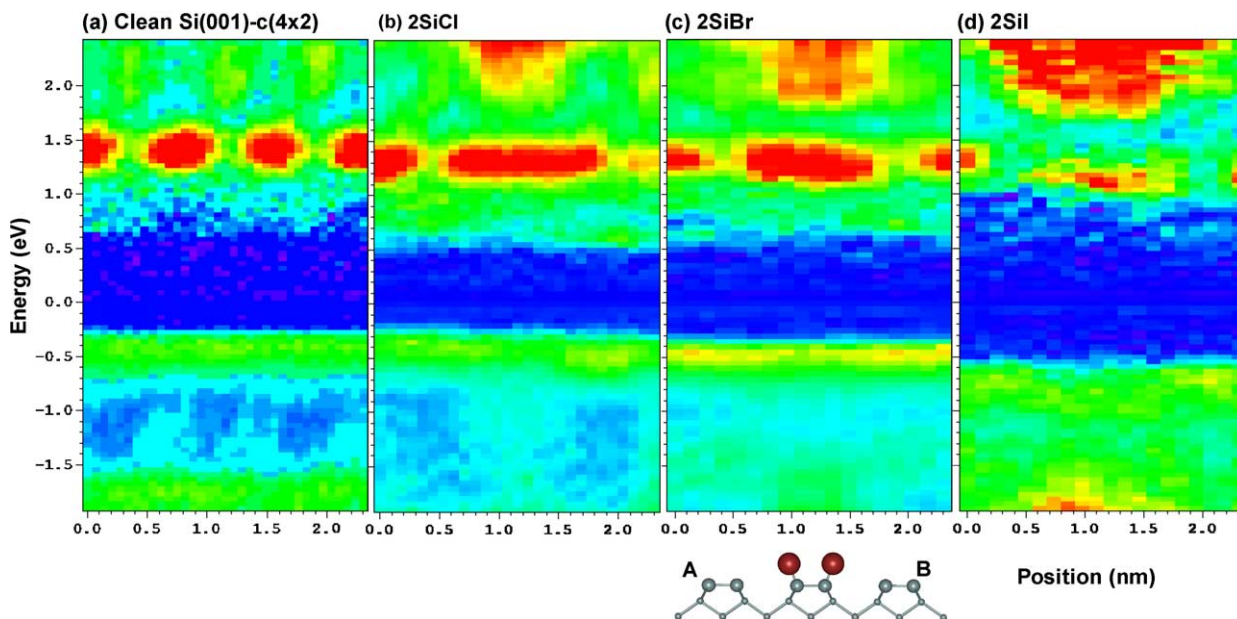 (a) Clean Si(001)-c(4x2) (b) 2SiCl (c) 2SiBr (d) 2SiI
Energy (eV)
2.0
1.5
1.0
0.5
0.0
-0.5
-1.0
-1.5
0.0 0.5 1.0 1.5 2.0 0.0 0.5 1.0 1.5 2.0 0.0 0.5 1.0 1.5 2.0 0.0 0.5 1.0 1.5 2.0
A B Position (nm)